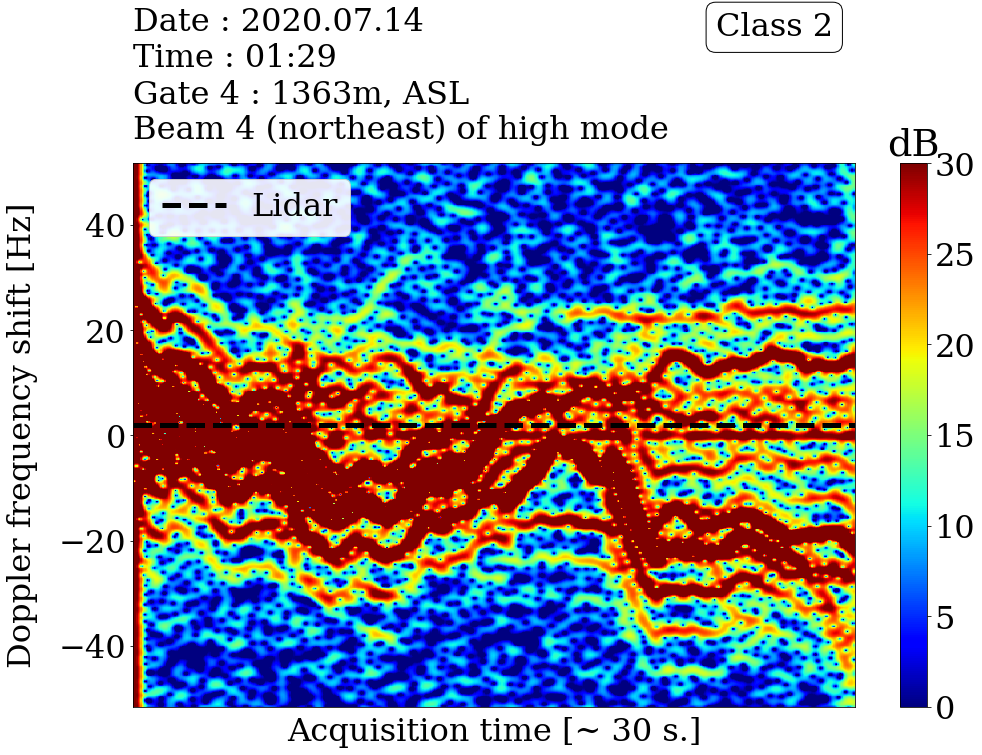 Date : 2020.07.14
Time : 01:29
Gate 4 : 1363m, ASL
Beam 4 (northeast) of high mode
Class 2
dB
Lidar
Doppler frequency shift [Hz]
40
20
0
−20
−40
Acquisition time [~ 30 s.]
30
25
20
15
10
5
0